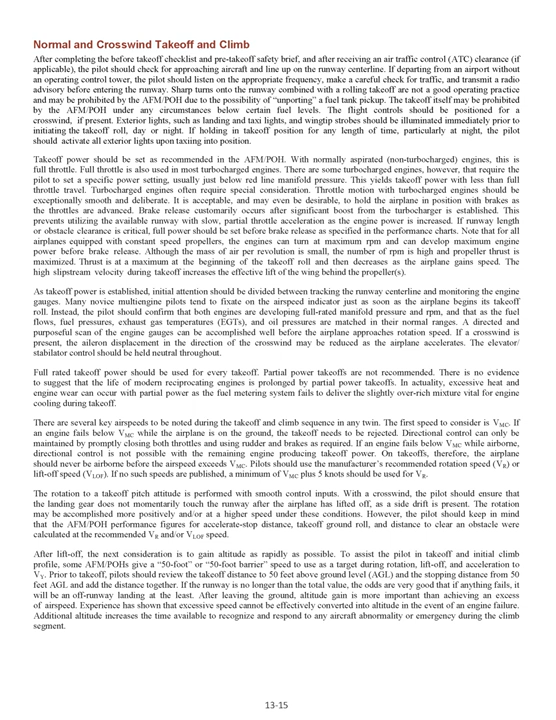 Normal and Crosswind Takeoff and Climb
After completing the before takeoff checklist and pre-takeoff safety brief, and after receiving an air traffic control (ATC) clearance (if
applicable), the pilot should check for approaching aircraft and line up on the runway centerline. If departing from an airport without
an operating control tower, the pilot should listen on the appropriate frequency, make a careful check for traffic, and transmit a radio
advisory before entering the runway. Sharp turns onto the runway combined with a rolling takeoff are not a good operating practice
and may be prohibited by the AFM/POH due to the possibility of “unporting” a fuel tank pickup. The takeoff itself may be prohibited
by the AFM/POH under any circumstances below certain fuel levels. The flight controls should be positioned for a
crosswind, if present. Exterior lights, such as landing and taxi lights, and wingtip strobes should be illuminated immediately prior to
initiating the takeoff roll, day or night. If holding in takeoff position for any length of time, particularly at night, the pilot
should activate all exterior lights upon taxiing into position.
Takeoff power should be set as recommended in the AFM/POH. With normally aspirated (non-turbocharged) engines, this is
full throttle. Full throttle is also used in most turbocharged engines. There are some turbocharged engines, however, that require the
pilot to set a specific power setting, usually just below red line manifold pressure. This yields takeoff power with less than full
throttle travel. Turbocharged engines often require special consideration. Throttle motion with turbocharged engines should be
exceptionally smooth and deliberate. It is acceptable, and may even be desirable, to hold the airplane in position with brakes as
the throttles are advanced. Brake release customarily occurs after significant boost from the turbocharger is established. This
prevents utilizing the available runway with slow, partial throttle acceleration as the engine power is increased. If runway length
or obstacle clearance is critical, full power should be set before brake release as specified in the performance charts. Note that for all
airplanes equipped with constant speed propellers, the engines can turn at maximum rpm and can develop maximum engine
power before brake release. Although the mass of air per revolution is small, the number of rpm is high and propeller thrust is
maximized. Thrust is at a maximum at the beginning of the takeoff roll and then decreases as the airplane gains speed. The
high slipstream velocity during takeoff increases the effective lift of the wing behind the propeller(s).
As takeoff power is established, initial attention should be divided between tracking the runway centerline and monitoring the engine
gauges. Many novice multiengine pilots tend to fixate on the airspeed indicator just as soon as the airplane begins its takeoff
roll. Instead, the pilot should confirm that both engines are developing full-rated manifold pressure and rpm, and that as the fuel
flows, fuel pressures, exhaust gas temperatures (EGTs), and oil pressures are matched in their normal ranges. A directed and
purposeful scan of the engine gauges can be accomplished well before the airplane approaches rotation speed. If a crosswind is
present, the aileron displacement in the direction of the crosswind may be reduced as the airplane accelerates. The elevator/
stabilator control should be held neutral throughout.
Full rated takeoff power should be used for every takeoff. Partial power takeoffs are not recommended. There is no evidence
to suggest that the life of modern reciprocating engines is prolonged by partial power takeoffs. In actuality, excessive heat and
engine wear can occur with partial power as the fuel metering system fails to deliver the slightly over-rich mixture vital for engine
cooling during takeoff.
There are several key airspeeds to be noted during the takeoff and climb sequence in any twin. The first speed to consider is VMC. If
an engine fails below VMC while the airplane is on the ground, the takeoff needs to be rejected. Directional control can only be
maintained by promptly closing both throttles and using rudder and brakes as required. If an engine fails below VMC while airborne,
directional control is not possible with the remaining engine producing takeoff power. On takeoffs, therefore, the airplane
should never be airborne before the airspeed exceeds VMC. Pilots should use the manufacturer’s recommended rotation speed (VR) or
lift-off speed (VLOF). If no such speeds are published, a minimum of VMC plus 5 knots should be used for VR.
The rotation to a takeoff pitch attitude is performed with smooth control inputs. With a crosswind, the pilot should ensure that
the landing gear does not momentarily touch the runway after the airplane has lifted off, as a side drift is present. The rotation
may be accomplished more positively and/or at a higher speed under these conditions. However, the pilot should keep in mind
that the AFM/POH performance figures for accelerate-stop distance, takeoff ground roll, and distance to clear an obstacle were
calculated at the recommended VR and/or VLOF speed.
After lift-off, the next consideration is to gain altitude as rapidly as possible. To assist the pilot in takeoff and initial climb
profile, some AFM/POHs give a “50-foot” or “50-foot barrier” speed to use as a target during rotation, lift-off, and acceleration to
VY. Prior to takeoff, pilots should review the takeoff distance to 50 feet above ground level (AGL) and the stopping distance from 50
feet AGL and add the distance together. If the runway is no longer than the total value, the odds are very good that if anything fails, it
will be an off-runway landing at the least. After leaving the ground, altitude gain is more important than achieving an excess
of airspeed. Experience has shown that excessive speed cannot be effectively converted into altitude in the event of an engine failure.
Additional altitude increases the time available to recognize and respond to any aircraft abnormality or emergency during the climb
segment.
13-15